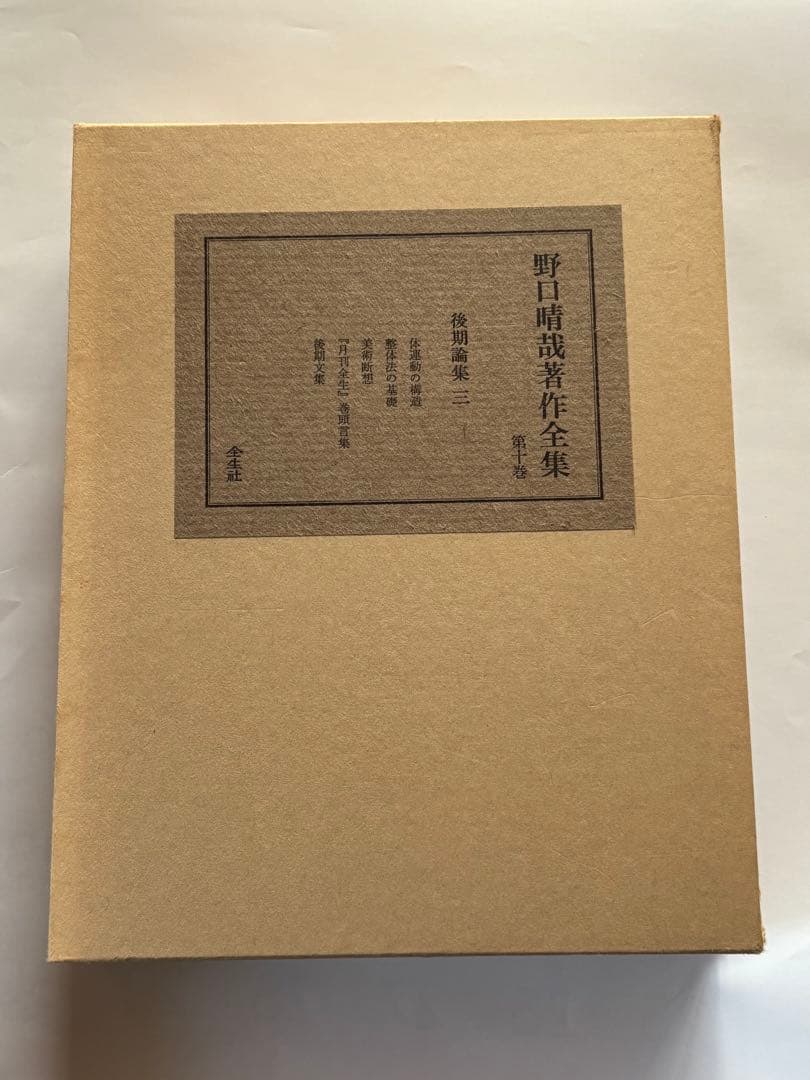 野口晴哉著作全集
第十巻
後期論集 三
体運動の構造
整体法の基礎
美術断想
『月刊全生』巻頭言集
後期文集
全生社